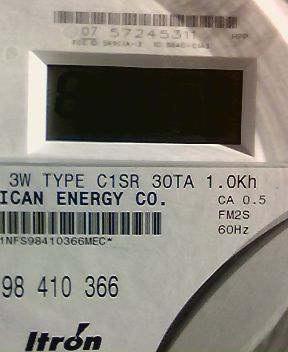 07 57245311
HPP
3W TYPE C1SR 30TA 1.0Kh
ICAN ENERGY CO.
CA 0.5
FM2S
60Hz
1NFS98410366MEC*
98 410 366
Itron